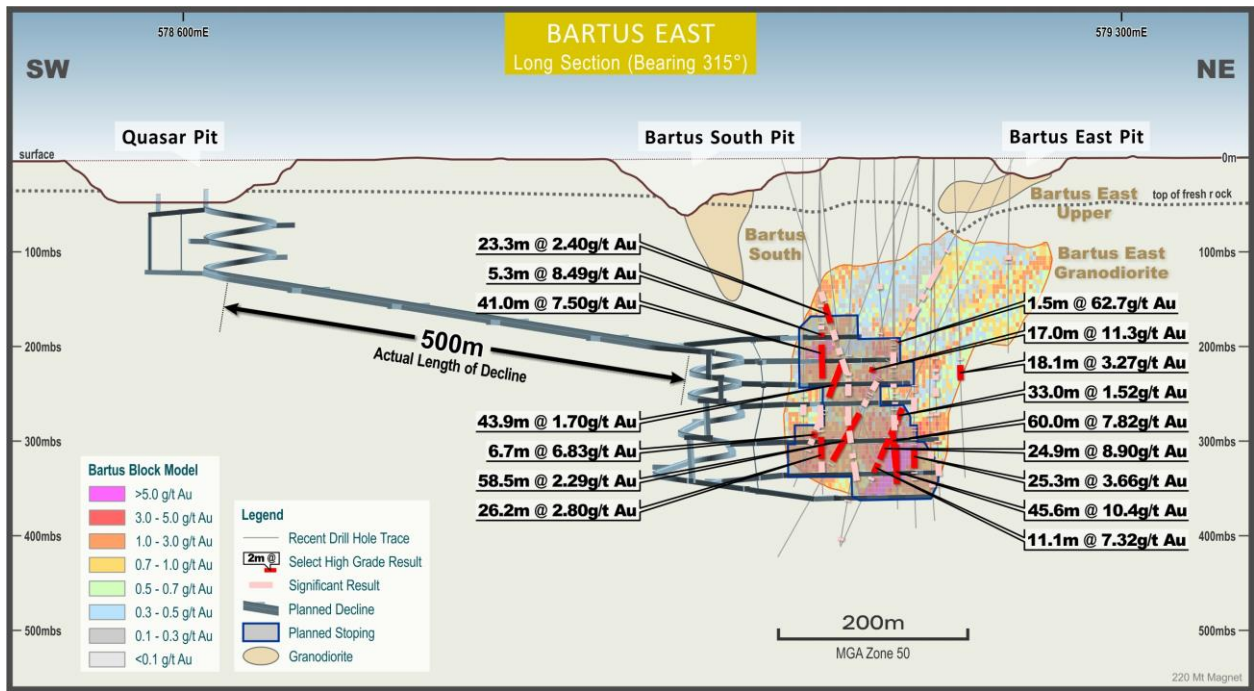 578 600mE
BARTUS EAST
Long Section (Bearing 315°)
579 300mE
SW
NE
Quasar Pit
Bartus South Pit
Bartus East Pit
surface
0m
Bartus East
Upper
top of fresh rock
Bartus
South
Bartus East
Granodiorite
100mbs
100mbs
200mbs
200mbs
300mbs
300mbs
400mbs
400mbs
500mbs
500mbs
500m
Actual Length of Decline
23.3m @ 2.40g/t Au
5.3m @ 8.49g/t Au
41.0m @ 7.50g/t Au
43.9m @ 1.70g/t Au
6.7m @ 6.83g/t Au
58.5m @ 2.29g/t Au
26.2m @ 2.80g/t Au
1.5m @ 62.7g/t Au
17.0m @ 11.3g/t Au
18.1m @ 3.27g/t Au
33.0m @ 1.52g/t Au
60.0m @ 7.82g/t Au
24.9m @ 8.90g/t Au
25.3m @ 3.66g/t Au
45.6m @ 10.4g/t Au
11.1m @ 7.32g/t Au
Bartus Block Model
>5.0 g/t Au
3.0 - 5.0 g/t Au
1.0 - 3.0 g/t Au
0.7 - 1.0 g/t Au
0.5 - 0.7 g/t Au
0.3 - 0.5 g/t Au
0.1 - 0.3 g/t Au
<0.1 g/t Au
Legend
Recent Drill Hole Trace
2m @
Select High Grade Result
Significant Result
Planned Decline
Planned Stoping
Granodiorite
200m
MGA Zone 50
220 Mt Magnet